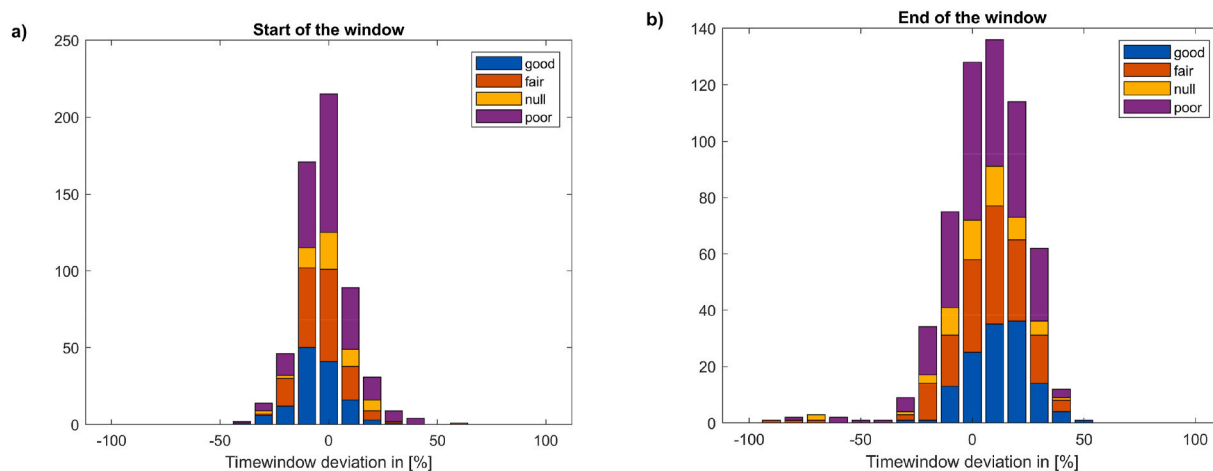 a)
Start of the window
250
200
150
100
50
0
-100 -50 0 50 100
Timewindow deviation in [%]
good
fair
null
poor
b)
End of the window
140
120
100
80
60
40
20
0
-100 -50 0 50 100
Timewindow deviation in [%]
good
fair
null
poor